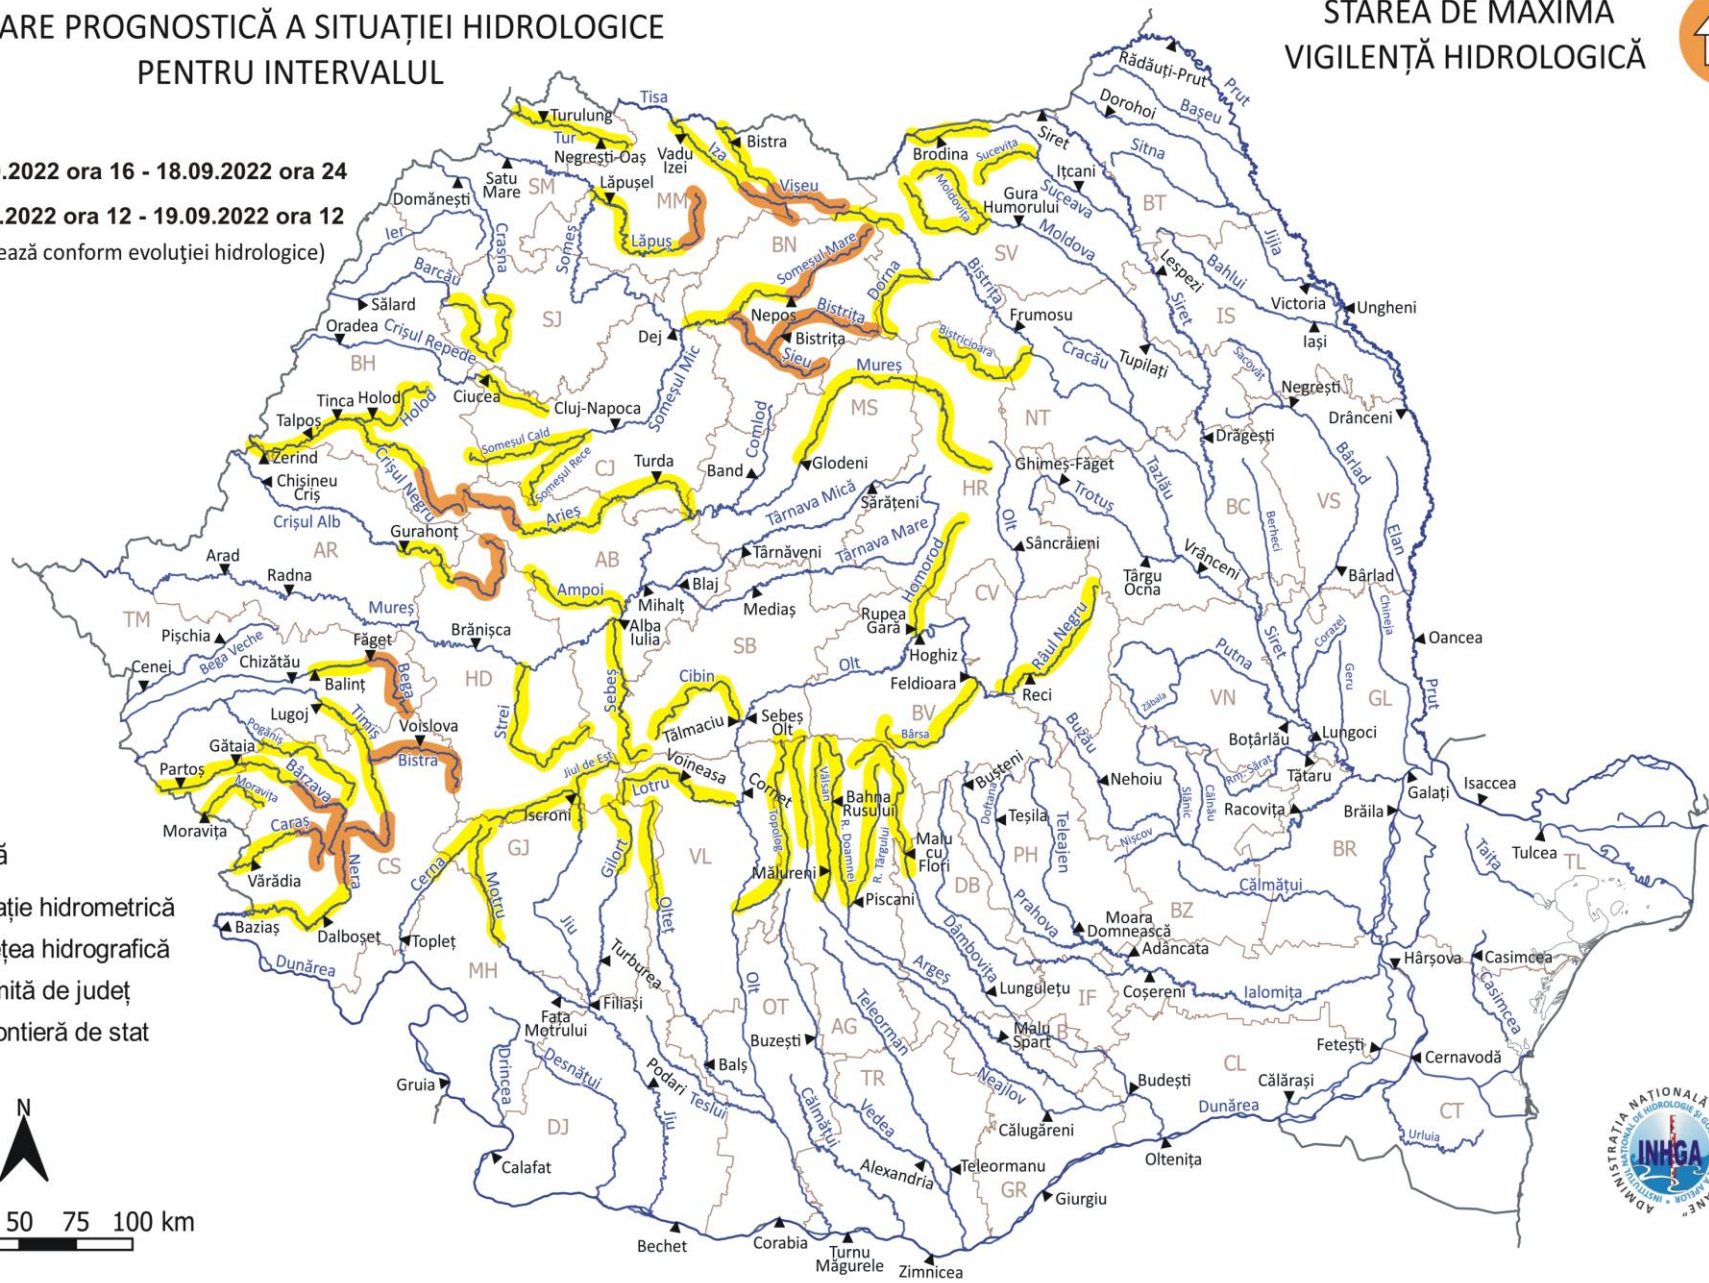 ARE PROGNOSTICĂ A SITUAȚIEI HIDROLOGICE
PENTRU INTERVALUL
STAREA DE MAXIMĂ
VIGILENȚĂ HIDROLOGICĂ
.2022 ora 16 - 18.09.2022 ora 24
.2022 ora 12 - 19.09.2022 ora 12
ează conform evoluţiei hidrologice)
Rădăuți-Prut
Prut
Dorohoi
Bașeu
Sitna
Siret
Tisa
Turulung
Tur
Negrești-Oaș
Vadu
Izei
Iza
Bistra
Vișeu
Brodina
Sucevița
Ițcani
Suceava
BT
Satu
Mare
SM
Lăpușel
MM
Domănești
Moldovița
Gura
Humorului
Moldova
Jijia
Ier
Crasna
Someș
Lăpuș
BN
Someșul Mare
SV
Lespezi
Bahlui
Barcău
Dorna
Bistrița
Siret
Victoria
Ungheni
Sălard
SJ
Nepos
Bistrița
Frumosu
IS
Iași
Oradea
Crișul Repede
Dej
Bistrița
Șieu
Bistricioara
Cracău
Tupilați
Sacovăț
BH
Ciucea
Someșul Mic
Mureș
Negrești
Tinca
Holod
Holod
Cluj-Napoca
MS
NT
Drânceni
Talpoș
Someșul Cald
Comlod
Drăgești
Zerind
Crișul Negru
Someșul Rece
CJ
Turda
Band
Glodeni
Ghimeș-Făget
Tazlău
Bârlad
Chișineu
Criș
HR
Trotuș
BC
VS
Crișul Alb
Arieș
Târnava Mică
Sărățeni
Olt
Berheci
Elan
Gurahonț
AR
AB
Târnava Mare
Sâncrăieni
Arad
Târnăveni
Homorod
Vrânceni
Radna
Ampoi
Blaj
Târgu
Ocna
Bârlad
Mureș
Mihalț
Mediaș
CV
Chineja
TM
Rupea
Gară
Râul Negru
Corazel
Pișchia
Bega Veche
Făget
Brănișca
Alba
Iulia
SB
Hoghiz
Siret
Oancea
Cenei
Chizătău
Bega
HD
Olt
Putna
Geru
Balinț
Cibin
Feldioara
Reci
VN
GL
Prut
Lugoj
Timiș
Strei
Sebeș
Zăbala
Pogăniș
Voislova
Tălmaciu
Sebeș
Olt
BV
Bârsa
Buzău
Boțârlău
Lungoci
Gătaia
Partoș
Bârzava
Bistra
Jiul de Est
Voineasa
Rm. Sărat
Tătaru
Moravița
Lotru
Cornet
Vâlsan
Bahna
Rusului
Bușteni
Nehoiu
Galați
Isaccea
Moravița
Caraș
Iscroni
Doftana
Teșila
Slănic
Câlnău
Racovița
Brăila
GJ
Topolog
R. Doamnei
R. Târgului
Malu
cu
Flori
Teleajen
Nișcov
Tulcea
ă
Vărădia
Nera
CS
Cerna
Gilort
VL
Mălureni
PH
BR
Taița
TL
DB
Călmățui
ație hidrometrică
Motru
Olteț
Piscani
Prahova
BZ
Baziaș
Dalboșeț
Topleț
Jiu
Moara
Domnească
ețea hidrografică
Dunărea
MH
Turburea
Dâmbovița
Adâncata
Hârșova
Casimcea
mită de județ
Olt
Argeș
Lungulețu
Coșereni
Ialomița
Casimcea
ontieră de stat
Fața
Motrului
Filiași
OT
Teleorman
IF
Buzești
AG
Malu
Spart
B
Fetești
Cernavodă
Drincea
Desnățui
Balș
CL
Gruia
Podari
TR
Neajlov
Budești
Călărași
N
Teslui
Dunărea
CT
DJ
Jiu
Călmățui
Vedea
Călugăreni
Urluia
Calafat
Alexandria
Teleormanu
Oltenița
GR
Giurgiu
50 75 100 km
Bechet
Corabia
Turnu
Măgurele
Zimnicea
INHGA